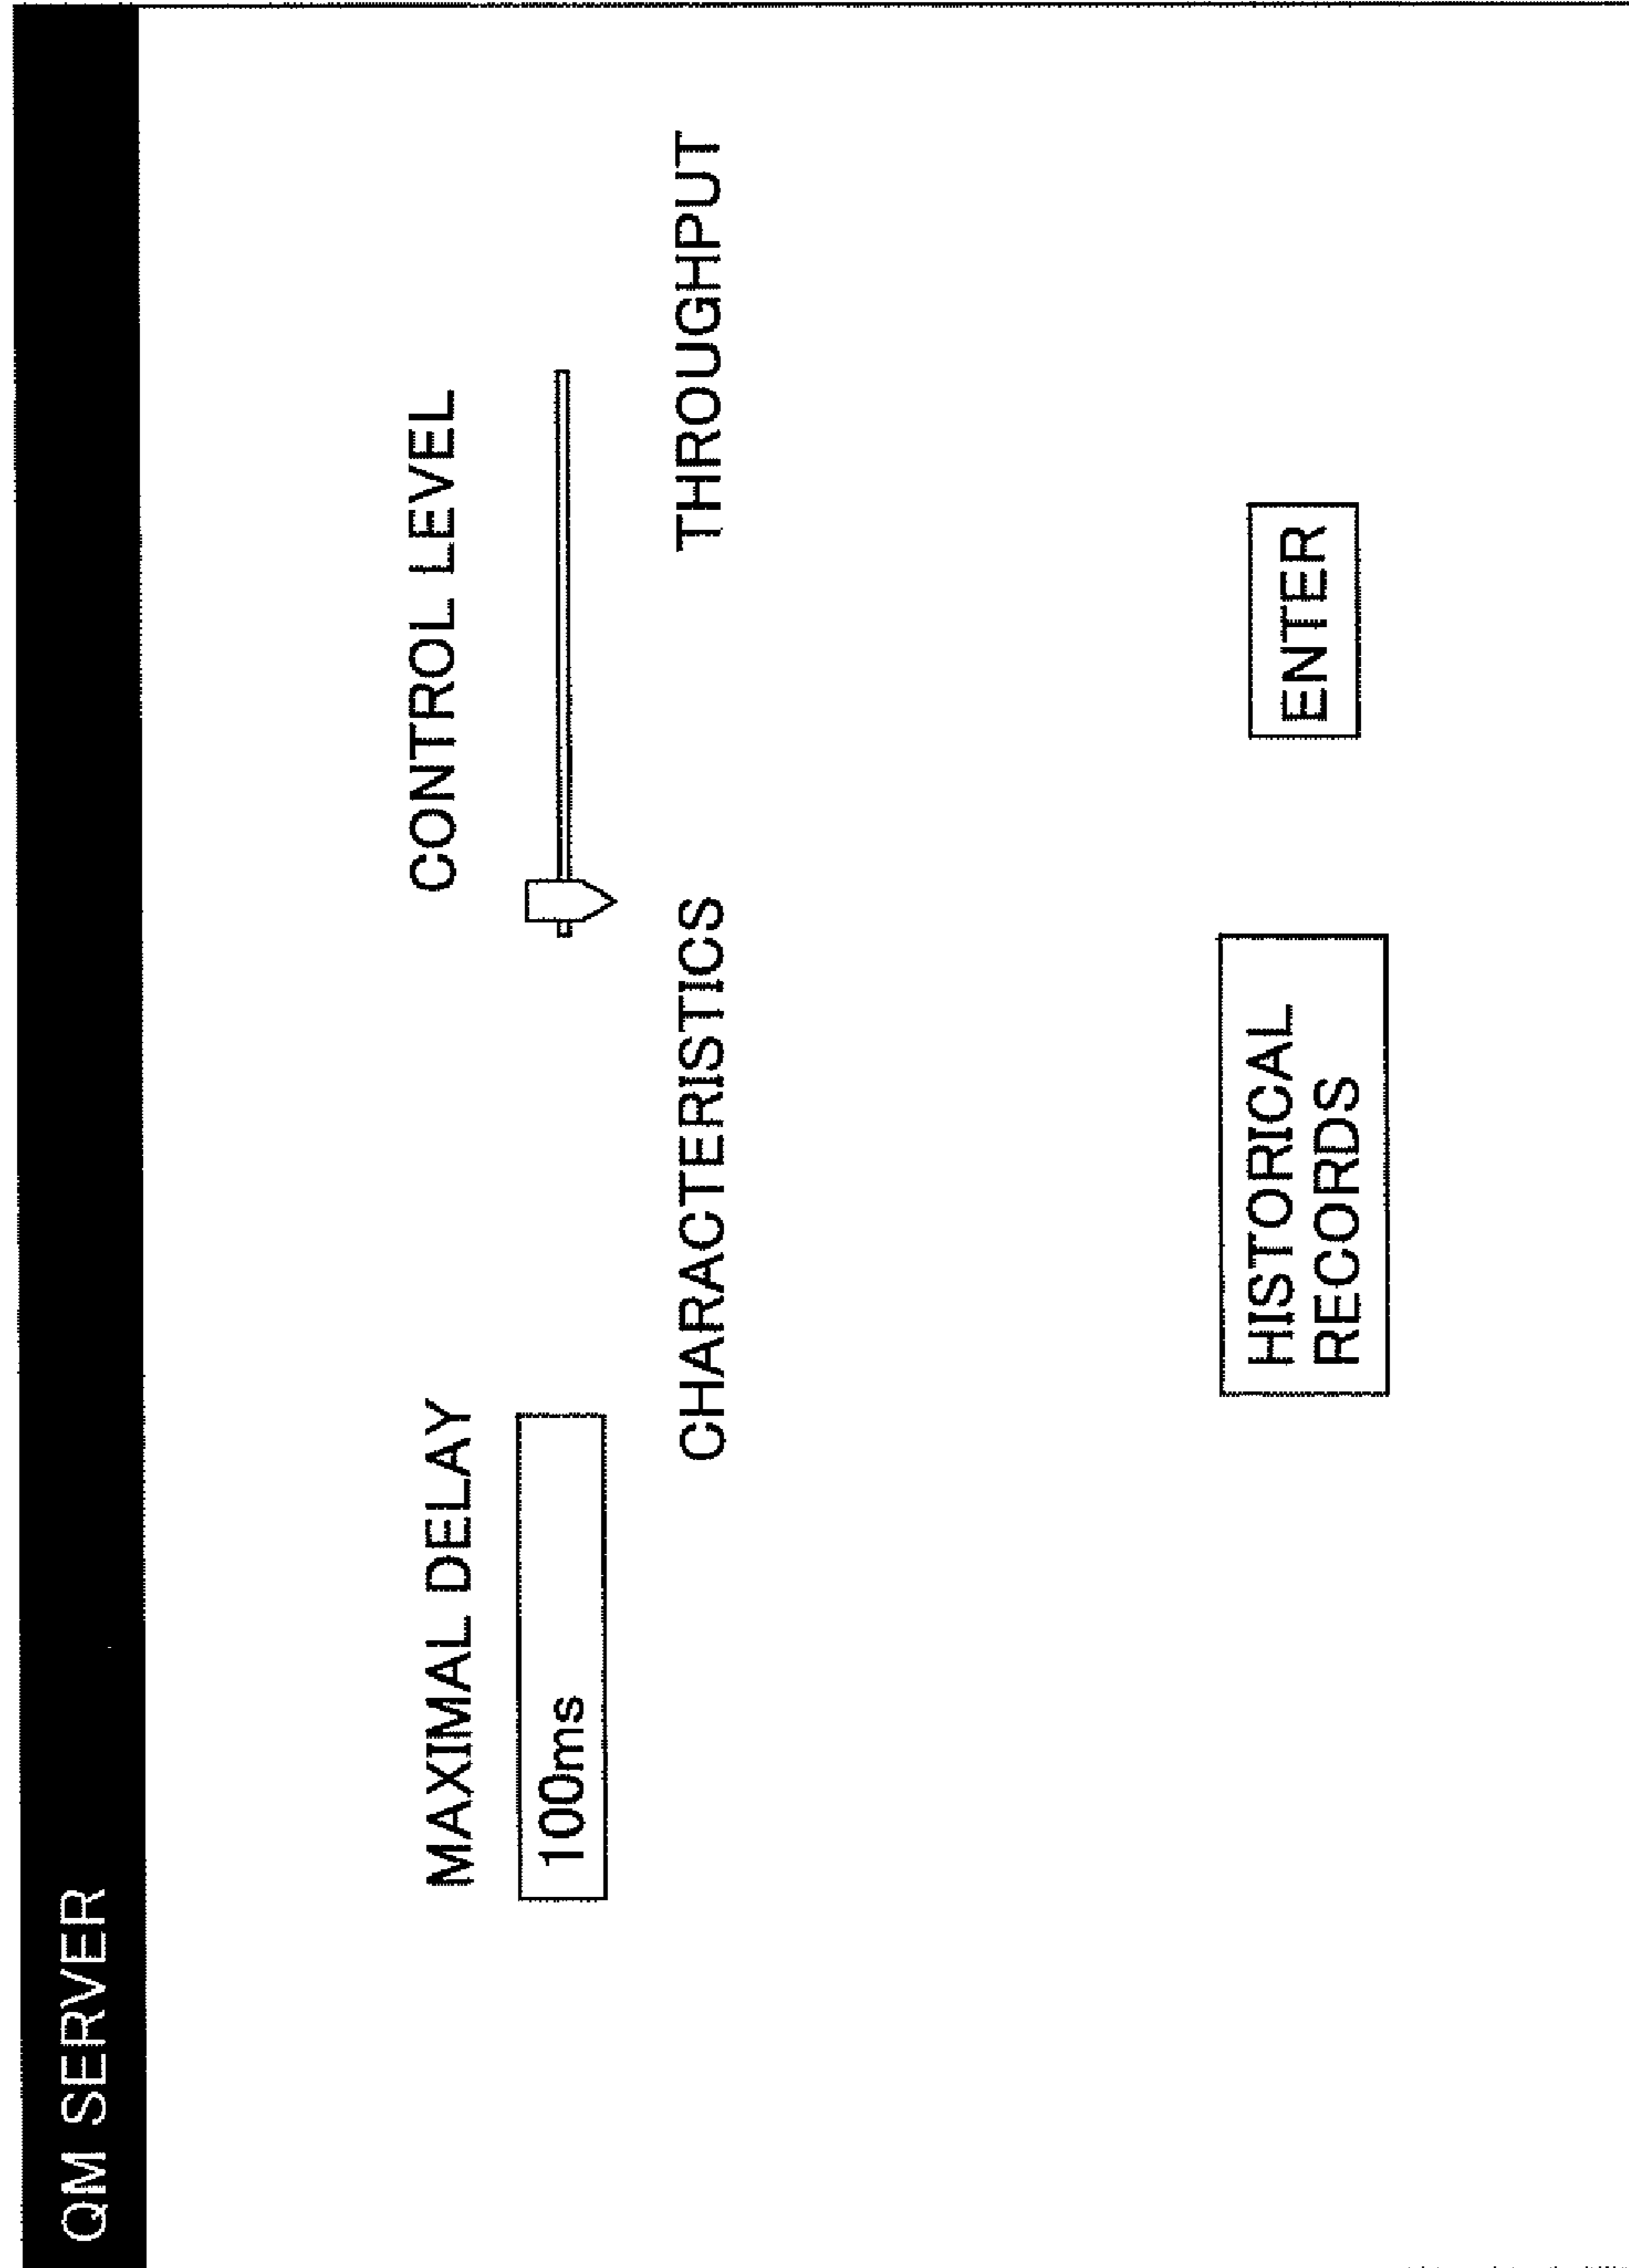 QM SERVER
MAXIMAL DELAY
CONTROL LEVEL
100ms
CHARACTERISTICS
THROUGHPUT
HISTORICAL
RECORDS
ENTER